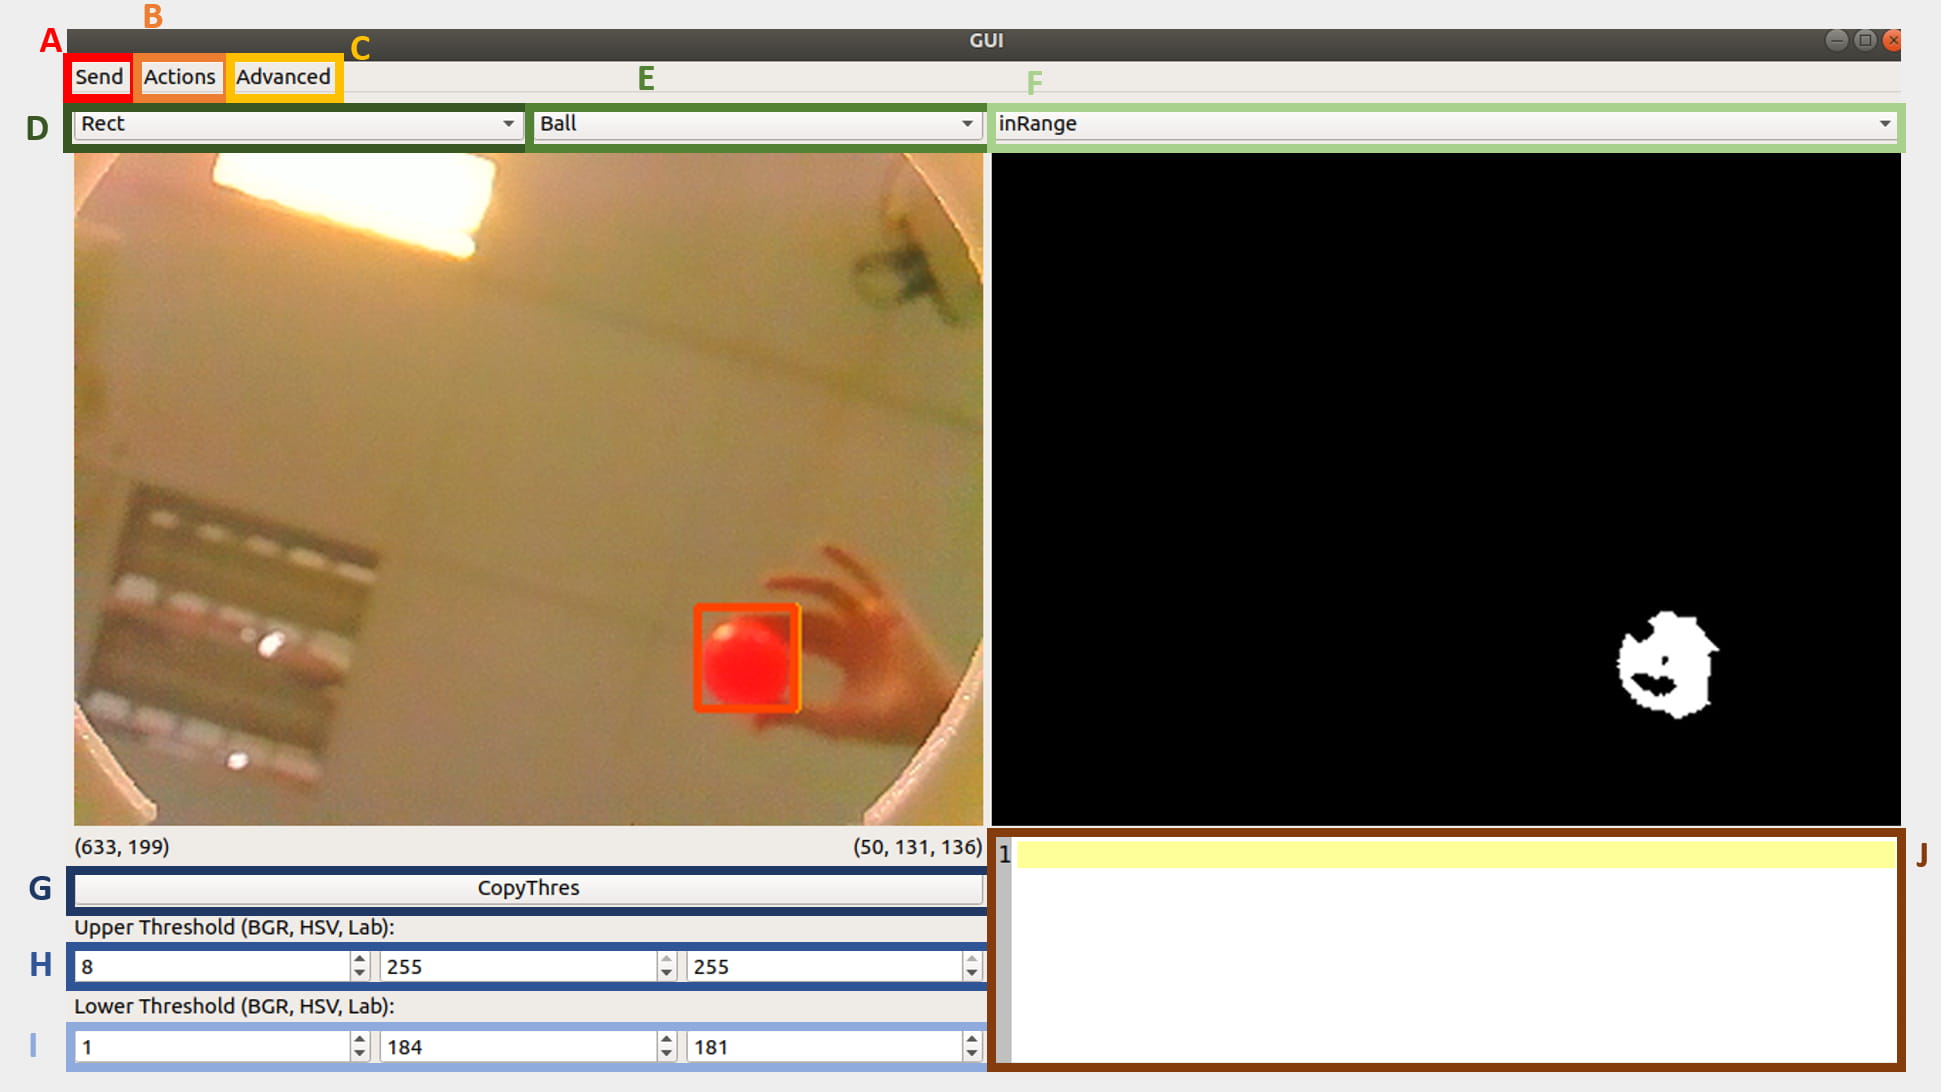 B
A
GUI
C
Send Actions Advanced
E
F
D
Rect Ball inRange
(633, 199) (50, 131, 136)
1
J
G
CopyThres
Upper Threshold (BGR, HSV, Lab):
H
8 255 255
Lower Threshold (BGR, HSV, Lab):
I
1 184 181